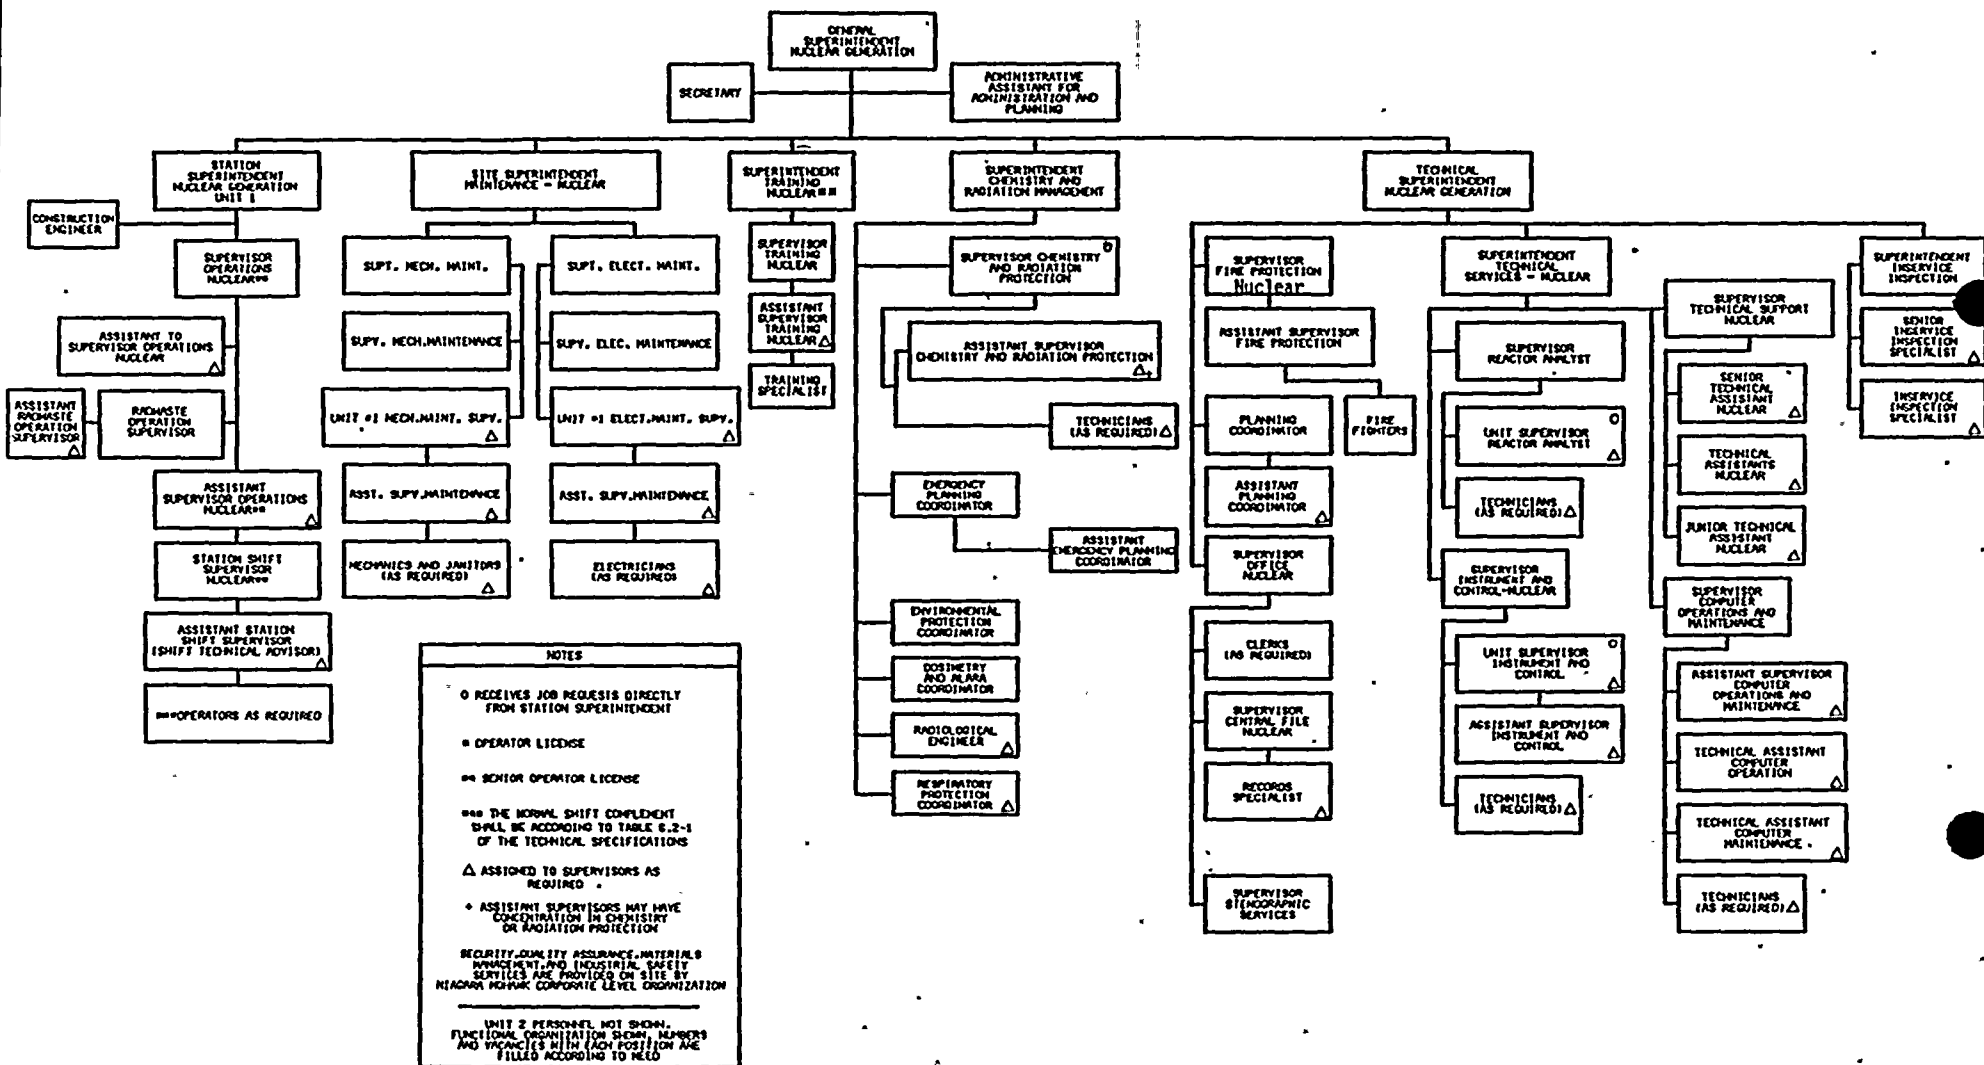 GENERAL
SUPERINTENDENT
NUCLEAR GENERATION
SECRETARY
ADMINISTRATIVE
ASSISTANT FOR
ADMINISTRATION AND
PLANNING
STATION
SUPERINTENDENT
NUCLEAR GENERATION
UNIT 1
CONSTRUCTION
ENGINEER
SUPERVISOR
OPERATIONS
NUCLEAR**
ASSISTANT TO
SUPERVISOR OPERATIONS
NUCLEAR
△
ASSISTANT
RADWASTE
OPERATION
SUPERVISOR
△
RADWASTE
OPERATION
SUPERVISOR
ASSISTANT
SUPERVISOR OPERATIONS
NUCLEAR**
△
STATION SHIFT
SUPERVISOR
NUCLEAR**
ASSISTANT STATION
SHIFT SUPERVISOR
(SHIFT TECHNICAL ADVISOR)
△
***OPERATORS AS REQUIRED
SITE SUPERINTENDENT
MAINTENANCE - NUCLEAR
SUPT. MECH. MAINT.
SUPV. MECH.MAINTENANCE
UNIT #1 MECH.MAINT. SUPV.
△
ASST. SUPV.MAINTENANCE
△
MECHANICS AND JANITORS
(AS REQUIRED)
△
SUPT. ELECT. MAINT.
SUPV. ELEC. MAINTENANCE
UNIT #1 ELECT.MAINT. SUPV.
△
ASST. SUPV.MAINTENANCE
△
ELECTRICIANS
(AS REQUIRED)
△
SUPERINTENDENT
TRAINING
NUCLEAR**
SUPERVISOR
TRAINING
NUCLEAR
ASSISTANT
SUPERVISOR
TRAINING
NUCLEAR △
TRAINING
SPECIALIST
SUPERINTENDENT
CHEMISTRY AND
RADIATION MANAGEMENT
SUPERVISOR CHEMISTRY O
AND RADIATION
PROTECTION
ASSISTANT SUPERVISOR
CHEMISTRY AND RADIATION PROTECTION
△+
TECHNICIANS
(AS REQUIRED) △
EMERGENCY
PLANNING
COORDINATOR
ASSISTANT
EMERGENCY PLANNING
COORDINATOR
ENVIRONMENTAL
PROTECTION
COORDINATOR
DOSIMETRY
AND ALARA
COORDINATOR
RADIOLOGICAL
ENGINEER △
RESPIRATORY
PROTECTION
COORDINATOR △
TECHNICAL
SUPERINTENDENT
NUCLEAR GENERATION
SUPERVISOR
FIRE PROTECTION
Nuclear
ASSISTANT SUPERVISOR
FIRE PROTECTION
FIRE
FIGHTERS
PLANNING
COORDINATOR
ASSISTANT
PLANNING
COORDINATOR △
SUPERVISOR
OFFICE
NUCLEAR
CLERKS
(AS REQUIRED)
SUPERVISOR
CENTRAL FILE
NUCLEAR
RECORDS
SPECIALIST
△
SUPERVISOR
STENOGRAPHIC
SERVICES
SUPERINTENDENT
TECHNICAL
SERVICES - NUCLEAR
SUPERVISOR
REACTOR ANALYST
UNIT SUPERVISOR O
REACTOR ANALYST
△
TECHNICIANS
(AS REQUIRED) △
SUPERVISOR
INSTRUMENT AND
CONTROL-NUCLEAR
UNIT SUPERVISOR O
INSTRUMENT AND
CONTROL △
ASSISTANT SUPERVISOR
INSTRUMENT AND
CONTROL △
TECHNICIANS
(AS REQUIRED) △
SUPERVISOR
TECHNICAL SUPPORT
NUCLEAR
SENIOR
TECHNICAL
ASSISTANT
NUCLEAR △
TECHNICAL
ASSISTANTS
NUCLEAR △
JUNIOR TECHNICAL
ASSISTANT
NUCLEAR △
SUPERVISOR
COMPUTER
OPERATIONS AND
MAINTENANCE
ASSISTANT SUPERVISOR
COMPUTER
OPERATIONS AND
MAINTENANCE △
TECHNICAL ASSISTANT
COMPUTER
OPERATION △
TECHNICAL ASSISTANT
COMPUTER
MAINTENANCE △
TECHNICIANS
(AS REQUIRED) △
SUPERINTENDENT
INSERVICE
INSPECTION
SENIOR
INSERVICE
INSPECTION
SPECIALIST △
INSERVICE
INSPECTION
SPECIALIST △
NOTES
O RECEIVES JOB REQUESTS DIRECTLY
FROM STATION SUPERINTENDENT
* OPERATOR LICENSE
** SENIOR OPERATOR LICENSE
*** THE NORMAL SHIFT COMPLEMENT
SHALL BE ACCORDING TO TABLE 6.2-1
OF THE TECHNICAL SPECIFICATIONS
△ ASSIGNED TO SUPERVISORS AS
REQUIRED
+ ASSISTANT SUPERVISORS MAY HAVE
CONCENTRATION IN CHEMISTRY
OR RADIATION PROTECTION
SECURITY,QUALITY ASSURANCE,MATERIALS
MANAGEMENT,AND INDUSTRIAL SAFETY
SERVICES ARE PROVIDED ON SITE BY
NIAGARA MOHAWK CORPORATE LEVEL ORGANIZATION
UNIT 2 PERSONNEL NOT SHOWN.
FUNCTIONAL ORGANIZATION SHOWN, NUMBERS
AND VACANCIES WITH EACH POSITION ARE
FILLED ACCORDING TO NEED